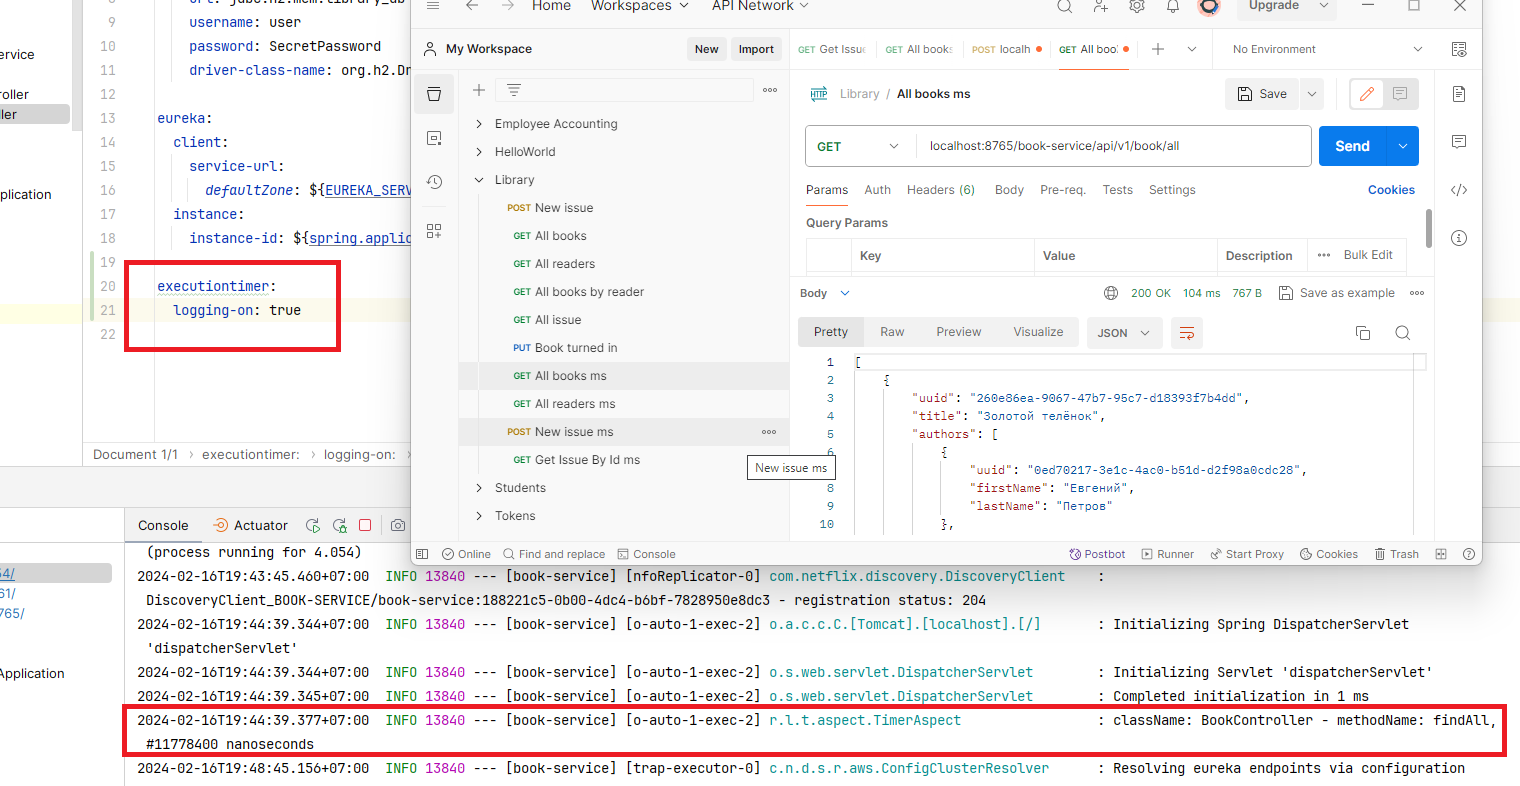 ervice
oller
ller
plication
54/
61/
765/
Application
8
9 username: user
10 password: SecretPassword
11 driver-class-name: org.h2.Dr
12
13 eureka:
14 client:
15 service-url:
16 defaultZone: ${EUREKA_SERV
17 instance:
18 instance-id: ${spring.applic
19
20 executiontimer:
21 logging-on: true
22
Document 1/1 › executiontimer: › logging-on: ›
Home Workspaces API Network Upgrade
My Workspace New Import
GET Get Issu GET All book POST localh GET All boo No Environment
Employee Accounting
HelloWorld
Library
POST New issue
GET All books
GET All readers
GET All books by reader
GET All issue
PUT Book turned in
GET All books ms
GET All readers ms
POST New issue ms
GET Get Issue By Id ms
Students
Tokens
New issue ms
HTTP Library / All books ms Save
GET localhost:8765/book-service/api/v1/book/all Send
Params Auth Headers (6) Body Pre-req. Tests Settings Cookies
Query Params
Key Value Description Bulk Edit
Body 200 OK 104 ms 767 B Save as example
Pretty Raw Preview Visualize JSON
1 [
2 {
3 "uuid": "260e86ea-9067-47b7-95c7-d18393f7b4dd",
4 "title": "Золотой телёнок",
5 "authors": [
6 {
7 "uuid": "0ed70217-3e1c-4ac0-b51d-d2f98a0cdc28",
8 "firstName": "Евгений",
9 "lastName": "Петров"
10 },
Online Find and replace Console Postbot Runner Start Proxy Cookies Trash
Console Actuator
(process running for 4.054)
2024-02-16T19:43:45.460+07:00 INFO 13840 --- [book-service] [nfoReplicator-0] com.netflix.discovery.DiscoveryClient :
DiscoveryClient_BOOK-SERVICE/book-service:188221c5-0b00-4dc4-b6bf-7828950e8dc3 - registration status: 204
2024-02-16T19:44:39.344+07:00 INFO 13840 --- [book-service] [o-auto-1-exec-2] o.a.c.c.C.[Tomcat].[localhost].[/] : Initializing Spring DispatcherServlet
'dispatcherServlet'
2024-02-16T19:44:39.344+07:00 INFO 13840 --- [book-service] [o-auto-1-exec-2] o.s.web.servlet.DispatcherServlet : Initializing Servlet 'dispatcherServlet'
2024-02-16T19:44:39.345+07:00 INFO 13840 --- [book-service] [o-auto-1-exec-2] o.s.web.servlet.DispatcherServlet : Completed initialization in 1 ms
2024-02-16T19:44:39.377+07:00 INFO 13840 --- [book-service] [o-auto-1-exec-2] r.l.t.aspect.TimerAspect : className: BookController - methodName: findAll,
#11778400 nanoseconds
2024-02-16T19:48:45.156+07:00 INFO 13840 --- [book-service] [trap-executor-0] c.n.d.s.r.aws.ConfigClusterResolver : Resolving eureka endpoints via configuration